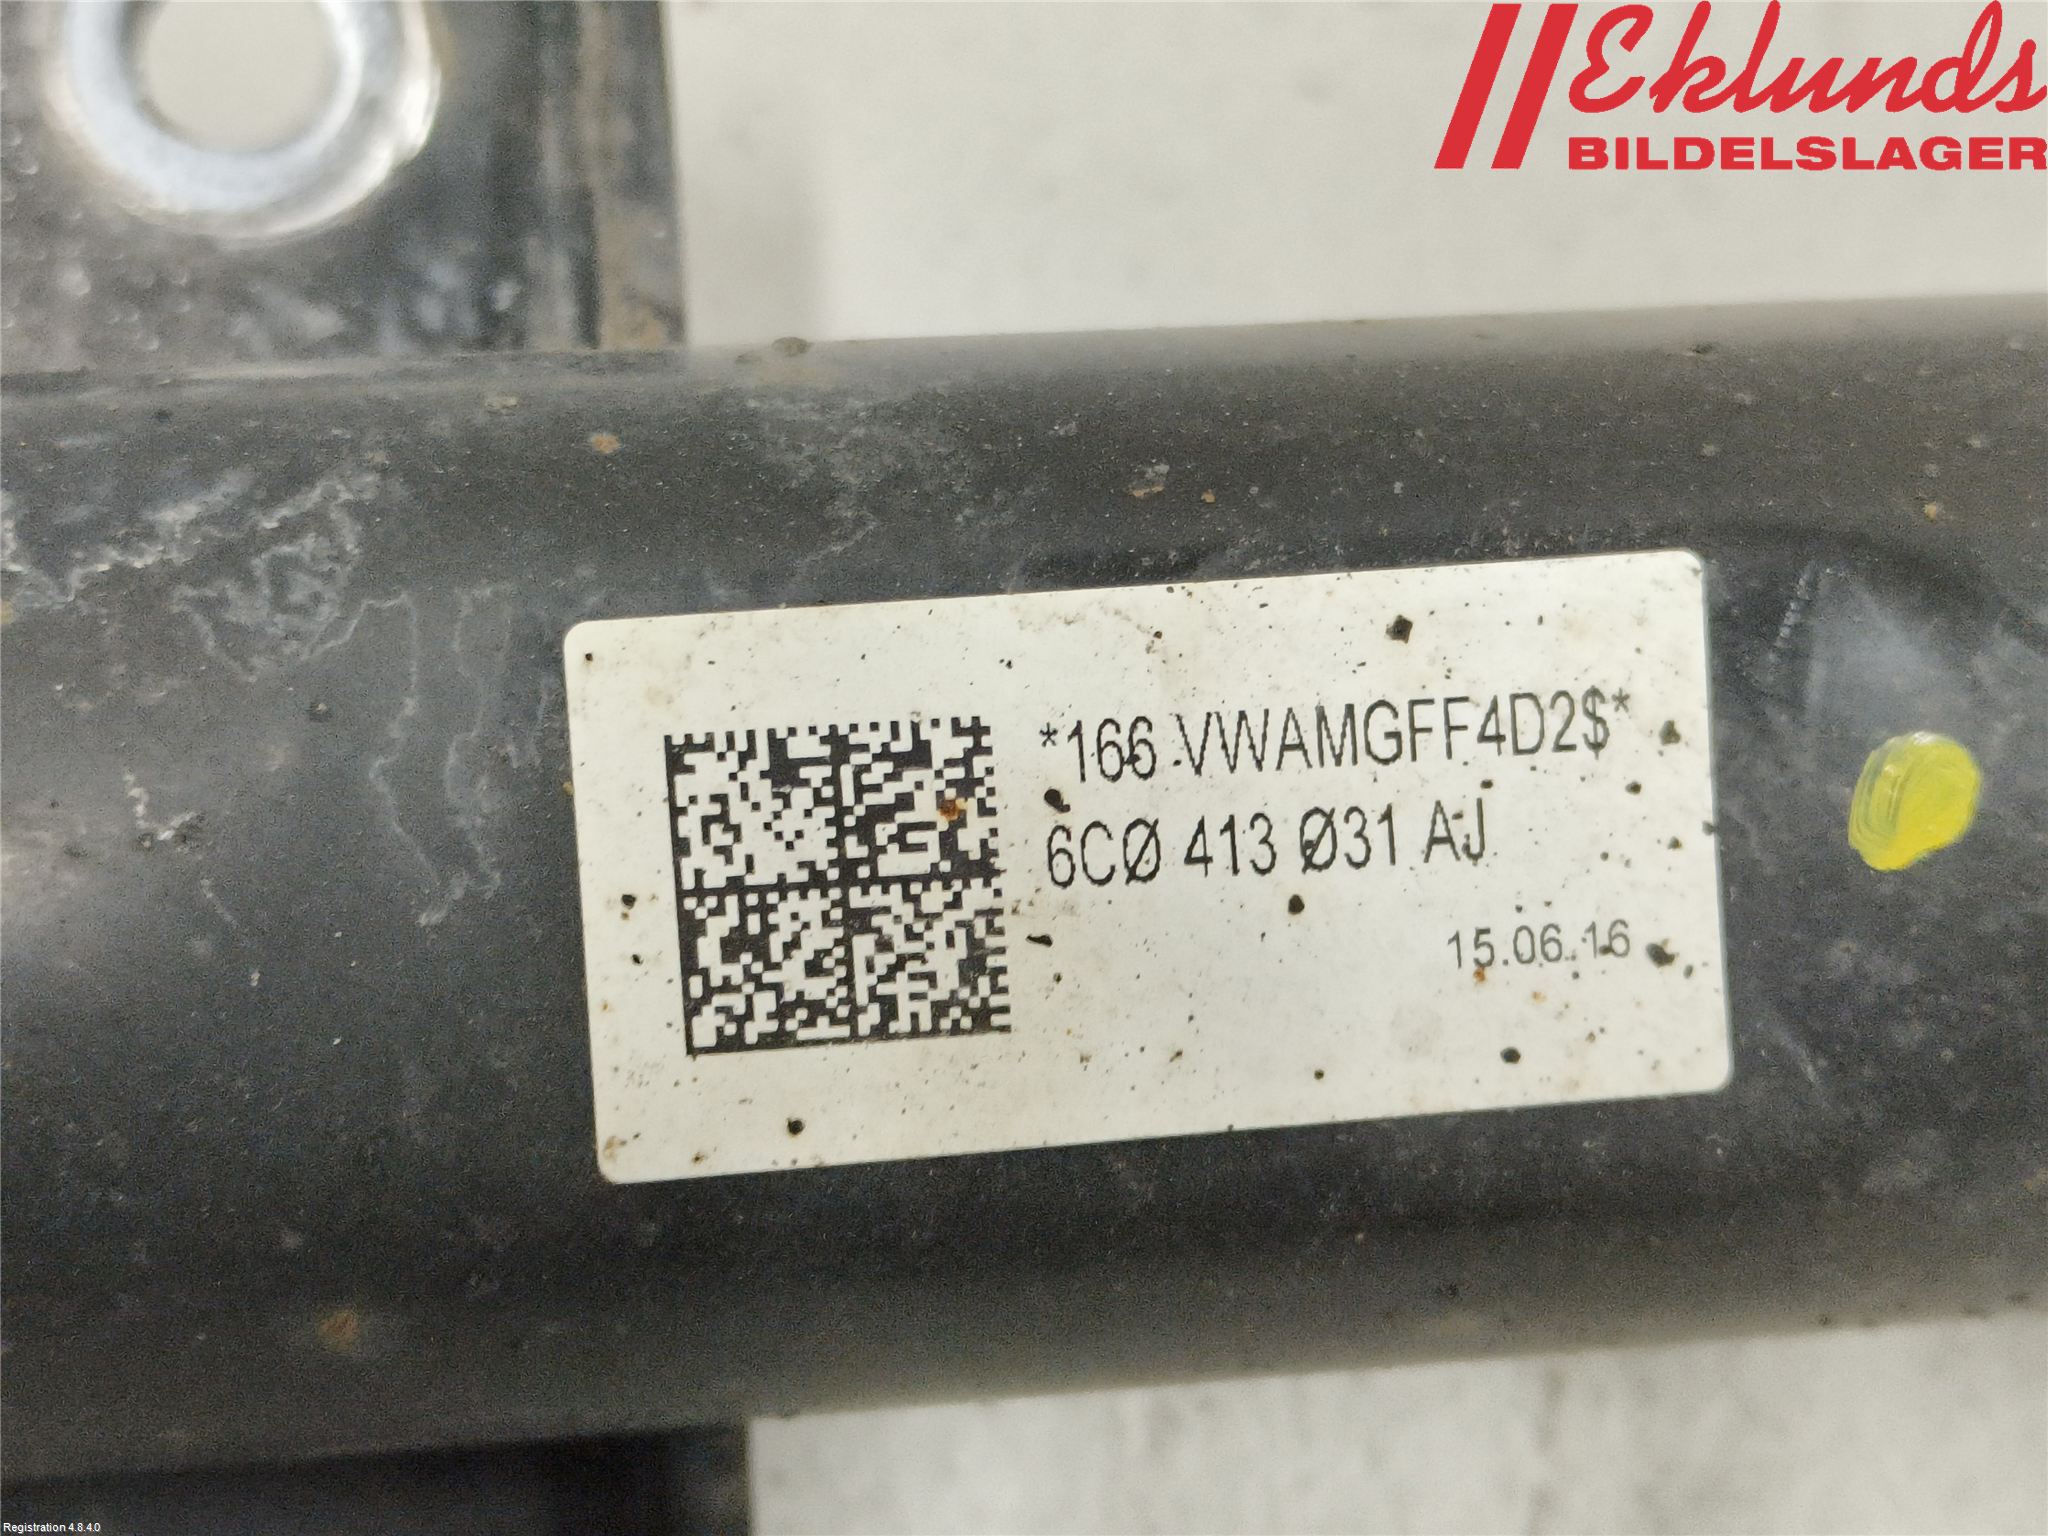 Eklunds
BILDELSLAGER
*166 VWAMGFF4D2$*
6CØ 413 Ø31 AJ
15.06.16
Registration 4.8.4.0